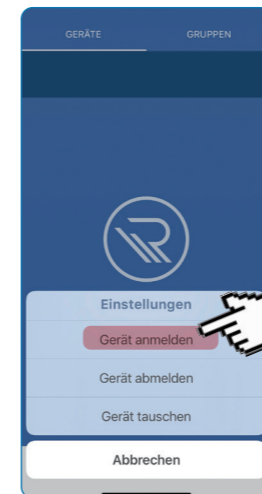 GERÄTE GRUPPEN
Einstellungen
Gerät anmelden
Gerät abmelden
Gerät tauschen
Abbrechen